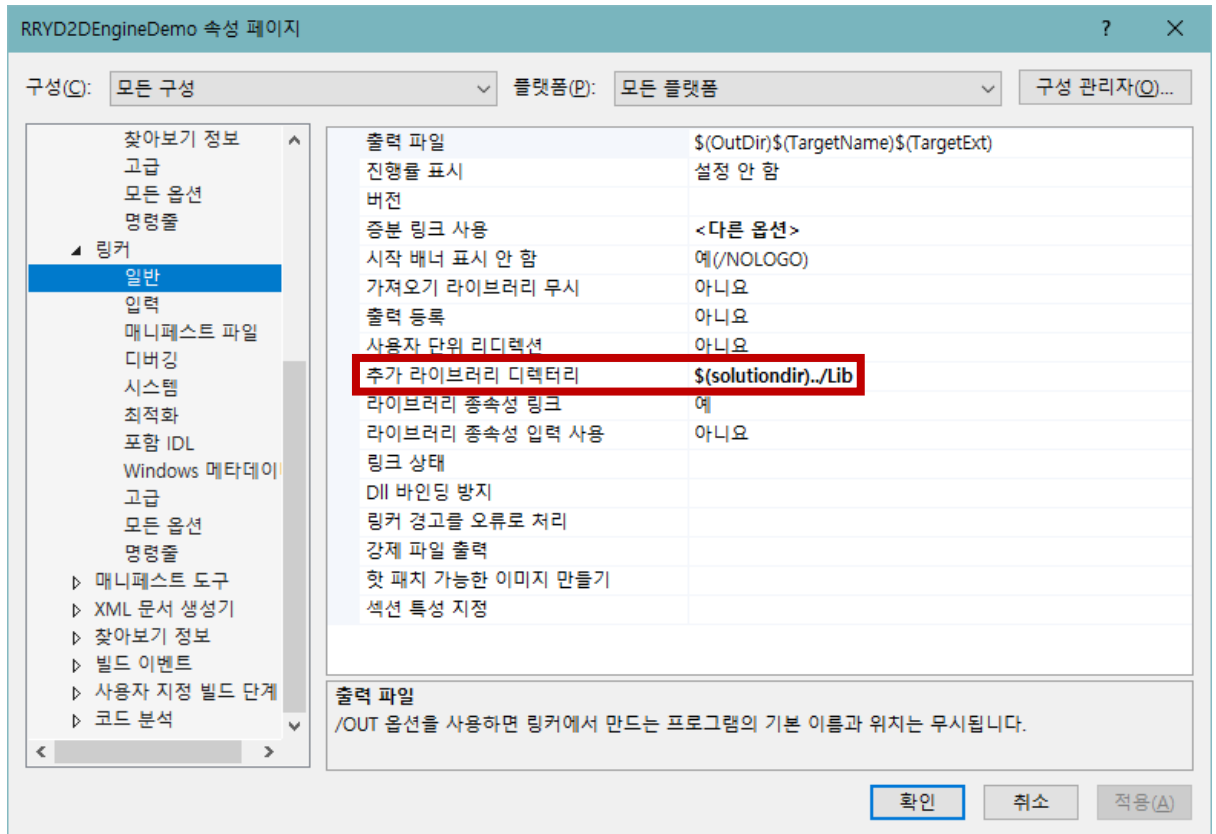 RRYD2DEngineDemo 속성 페이지
?
구성(C): 모든 구성 플랫폼(P): 모든 플랫폼 구성 관리자(O)...
찾아보기 정보
고급
모든 옵션
명령줄
링커
일반
입력
매니페스트 파일
디버깅
시스템
최적화
포함 IDL
Windows 메타데이
고급
모든 옵션
명령줄
매니페스트 도구
XML 문서 생성기
찾아보기 정보
빌드 이벤트
사용자 지정 빌드 단계
코드 분석
출력 파일 $(OutDir)$(TargetName)$(TargetExt)
진행률 표시 설정 안 함
버전
증분 링크 사용 <다른 옵션>
시작 배너 표시 안 함 예(/NOLOGO)
가져오기 라이브러리 무시 아니요
출력 등록 아니요
사용자 단위 리디렉션 아니요
추가 라이브러리 디렉터리 $(solutiondir)../Lib
라이브러리 종속성 링크 예
라이브러리 종속성 입력 사용 아니요
링크 상태
Dll 바인딩 방지
링커 경고를 오류로 처리
강제 파일 출력
핫 패치 가능한 이미지 만들기
섹션 특성 지정
출력 파일
/OUT 옵션을 사용하면 링커에서 만드는 프로그램의 기본 이름과 위치는 무시됩니다.
확인 취소 적용(A)